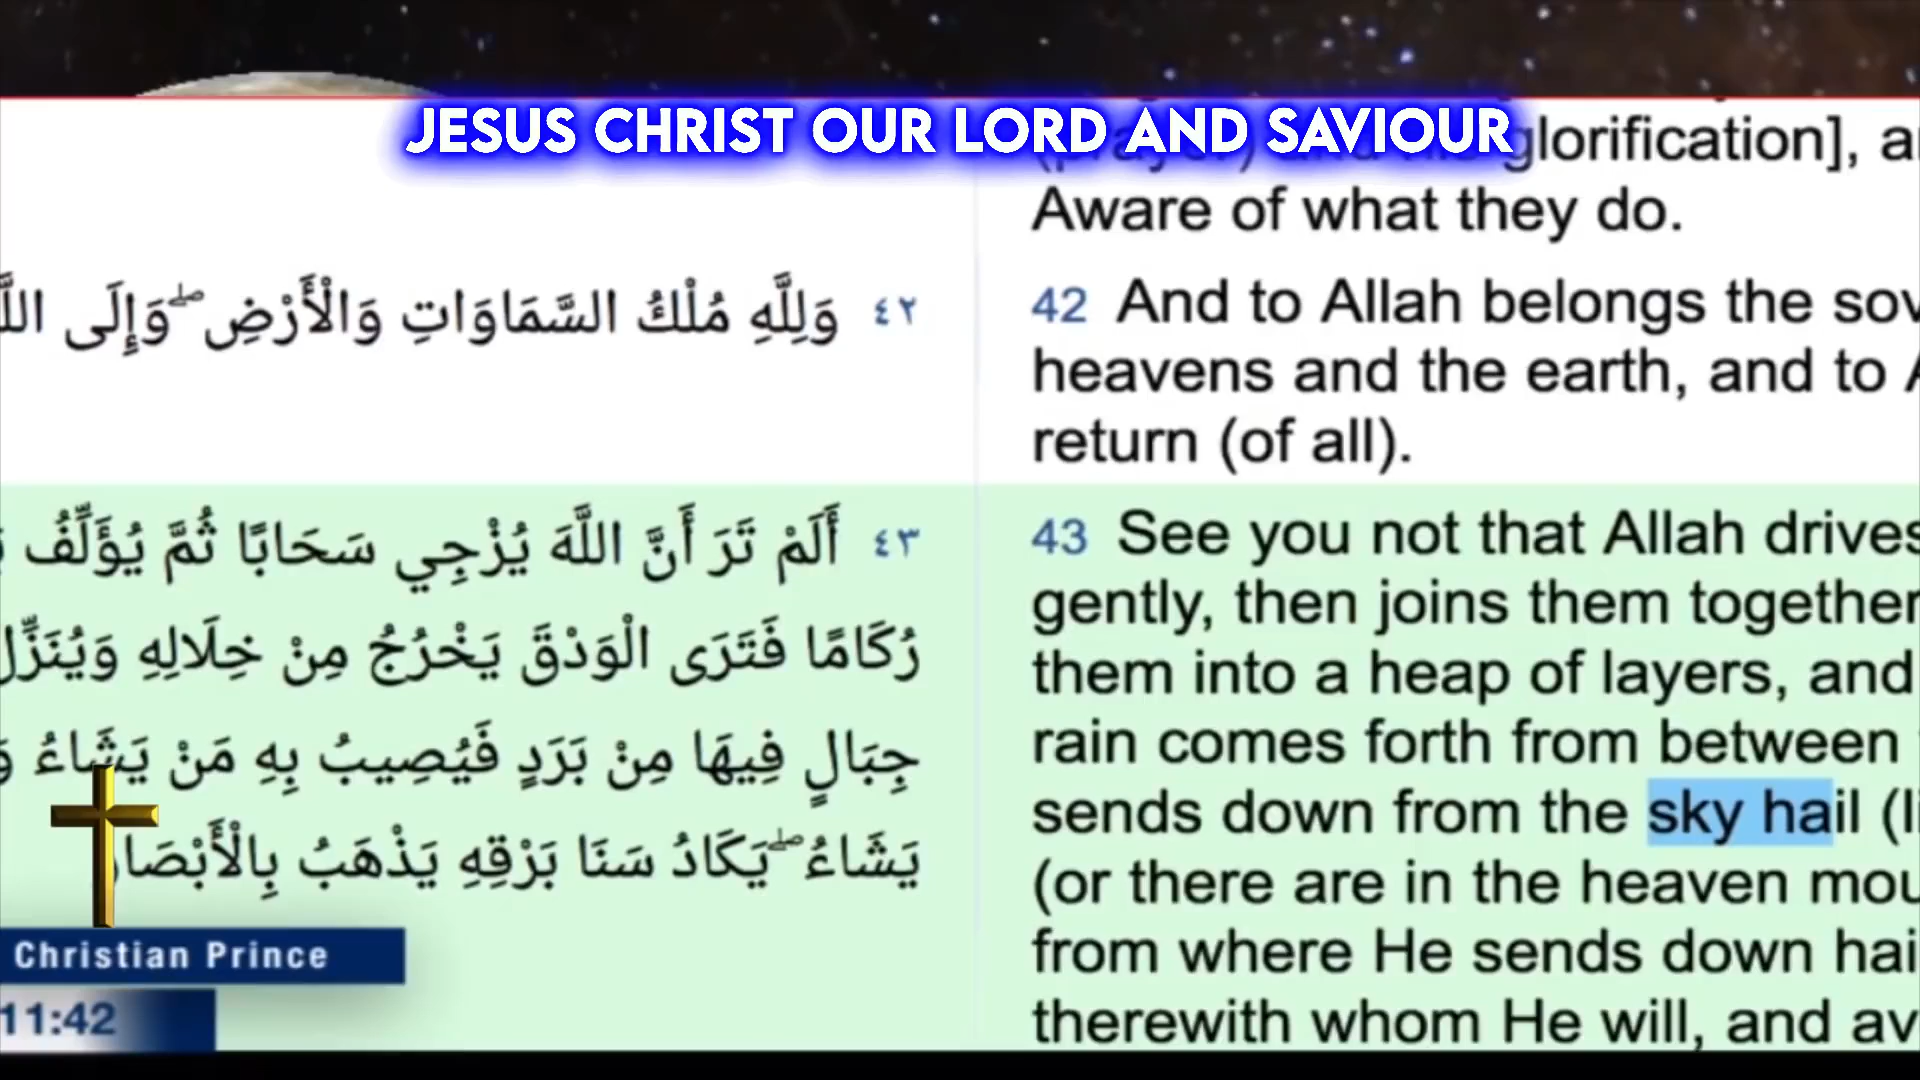 JESUS CHRIST OUR LORD AND SAVIOUR
glorification], a
Aware of what they do.
٤٢ وَلِلَّهِ مُلْكُ السَّمَاوَاتِ وَالْأَرْضِ ۖ وَإِلَى
42 And to Allah belongs the sov
heavens and the earth, and to A
return (of all).
٤٣ أَلَمْ تَرَ أَنَّ اللَّهَ يُزْجِي سَحَابًا ثُمَّ يُؤَلِّفُ
رُكَامًا فَتَرَى الْوَدْقَ يَخْرُجُ مِنْ خِلَالِهِ وَيُنَزِّل
جِبَالٍ فِيهَا مِنْ بَرَدٍ فَيُصِيبُ بِهِ مَنْ يَشَاءُ
يَشَاءُ ۖ يَكَادُ سَنَا بَرْقِهِ يَذْهَبُ بِالْأَبْصَار
43 See you not that Allah drives
gently, then joins them together
them into a heap of layers, and
rain comes forth from between
sends down from the sky hail (li
(or there are in the heaven mou
from where He sends down hai
therewith whom He will, and av
Christian Prince
11:42